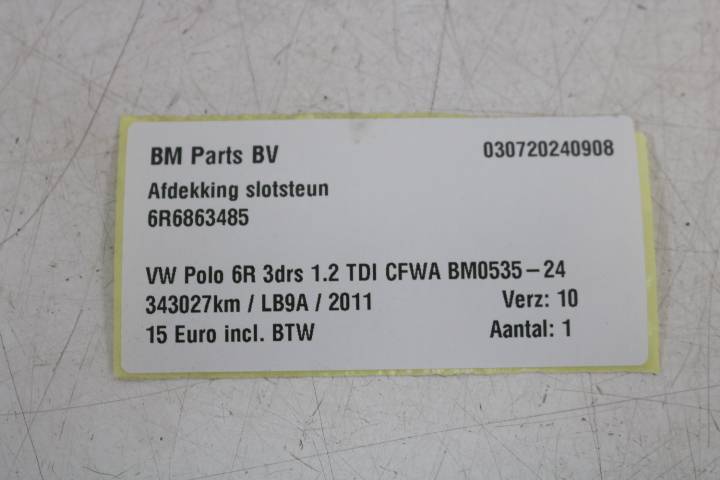 BM Parts BV 030720240908
Afdekking slotsteun
6R6863485
VW Polo 6R 3drs 1.2 TDI CFWA BM0535-24
343027km / LB9A / 2011 Verz: 10
15 Euro incl. BTW Aantal: 1